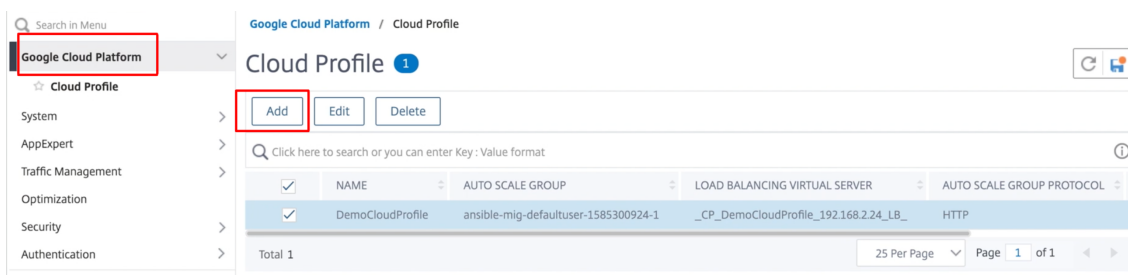 Search in Menu
Google Cloud Platform
Cloud Profile
System
AppExpert
Traffic Management
Optimization
Security
Authentication
Google Cloud Platform / Cloud Profile
Cloud Profile 1
Add Edit Delete
Click here to search or you can enter Key : Value format
NAME AUTO SCALE GROUP LOAD BALANCING VIRTUAL SERVER AUTO SCALE GROUP PROTOCOL
DemoCloudProfile ansible-mig-defaultuser-1585300924-1 _CP_DemoCloudProfile_192.168.2.24_LB_ HTTP
Total 1 25 Per Page Page 1 of 1